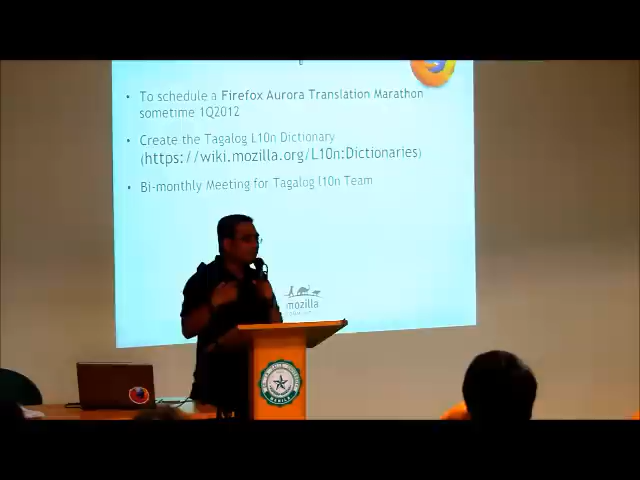 • To schedule a Firefox Aurora Translation Marathon
sometime 1Q2012
• Create the Tagalog L10n Dictionary
(https://wiki.mozilla.org/L10n:Dictionaries)
• Bi-monthly Meeting for Tagalog l10n Team
mozilla
MANILA